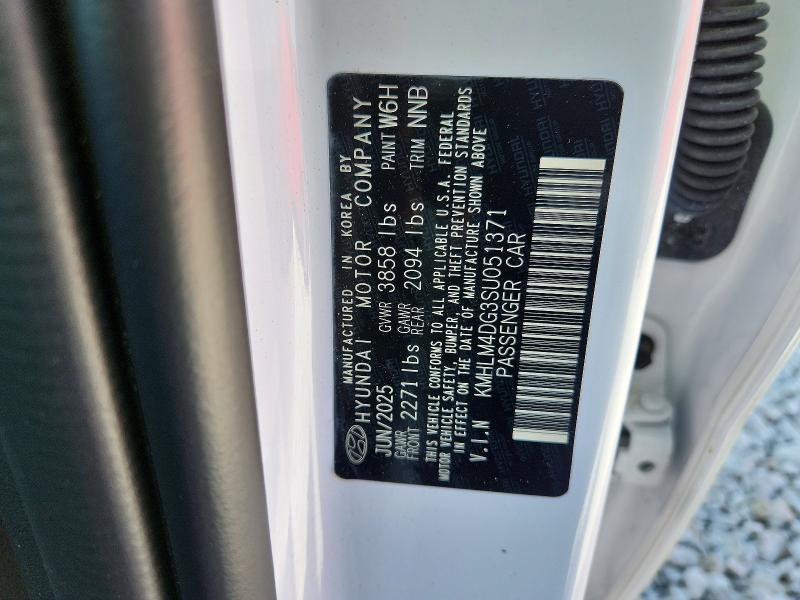 MANUFACTURED IN KOREA BY
HYUNDAI MOTOR COMPANY
JUN/2025 GVWR 3858 lbs PAINT W6H
GAWR FRONT 2271 lbs GAWR REAR 2094 lbs TRIM NNB
THIS VEHICLE CONFORMS TO ALL APPLICABLE U.S.A. FEDERAL
MOTOR VEHICLE SAFETY, BUMPER, AND THEFT PREVENTION STANDARDS
IN EFFECT ON THE DATE OF MANUFACTURE SHOWN ABOVE
V.I.N KMHLM4DG3SU051371
PASSENGER CAR